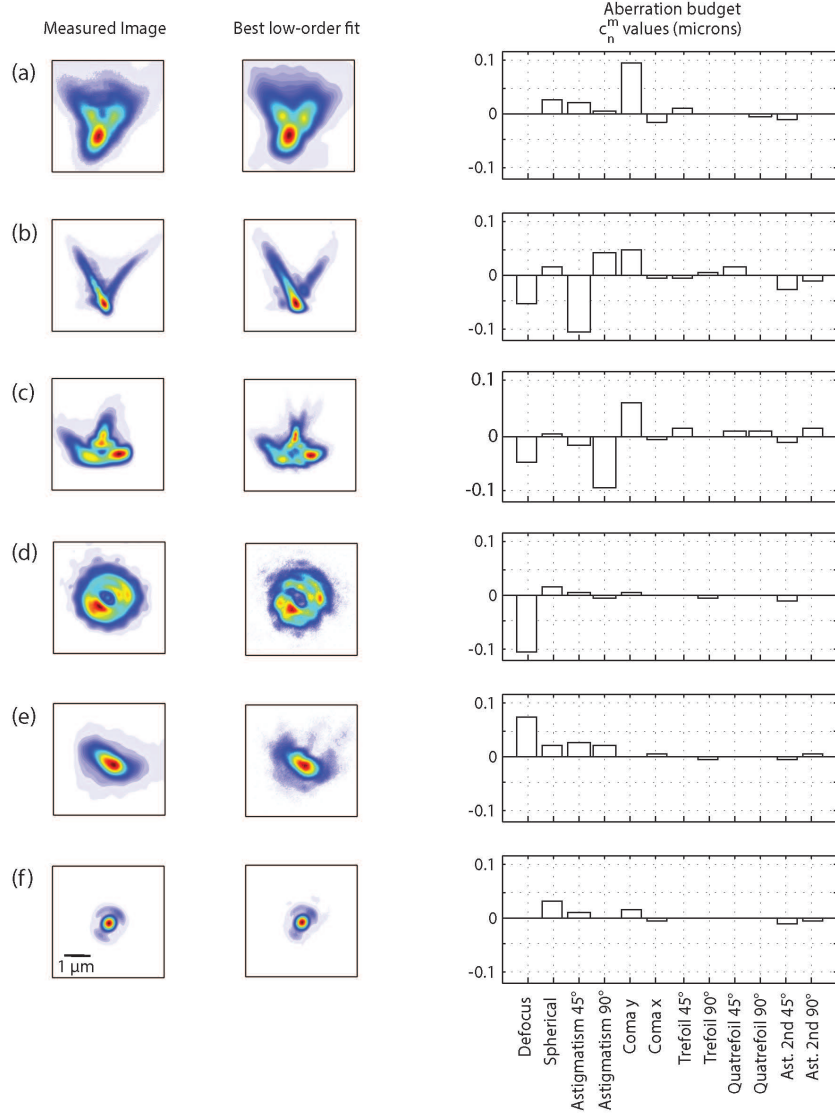 Measured Image
Best low-order fit
Aberration budget
c_n^m values (microns)
(a)
0.1
0
-0.1
(b)
0.1
0
-0.1
(c)
0.1
0
-0.1
(d)
0.1
0
-0.1
(e)
0.1
0
-0.1
(f)
0.1
0
-0.1
1 µm
Defocus
Spherical
Astigmatism 45°
Astigmatism 90°
Coma y
Coma x
Trefoil 45°
Trefoil 90°
Quatrefoil 45°
Quatrefoil 90°
Ast. 2nd 45°
Ast. 2nd 90°